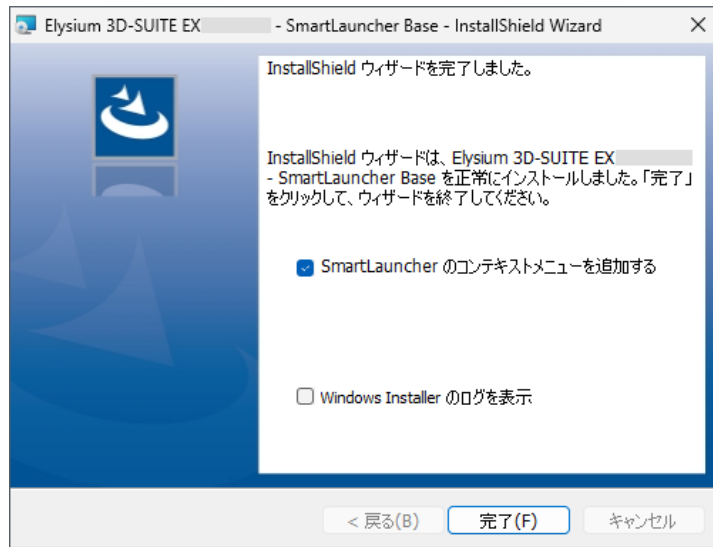 Elysium 3D-SUITE EX - SmartLauncher Base - InstallShield Wizard
InstallShield ウィザードを完了しました。
InstallShield ウィザードは、Elysium 3D-SUITE EX
- SmartLauncher Base を正常にインストールしました。「完了」
をクリックして、ウィザードを終了してください。
SmartLauncher のコンテキストメニューを追加する
Windows Installer のログを表示
< 戻る(B)
完了(F)
キャンセル